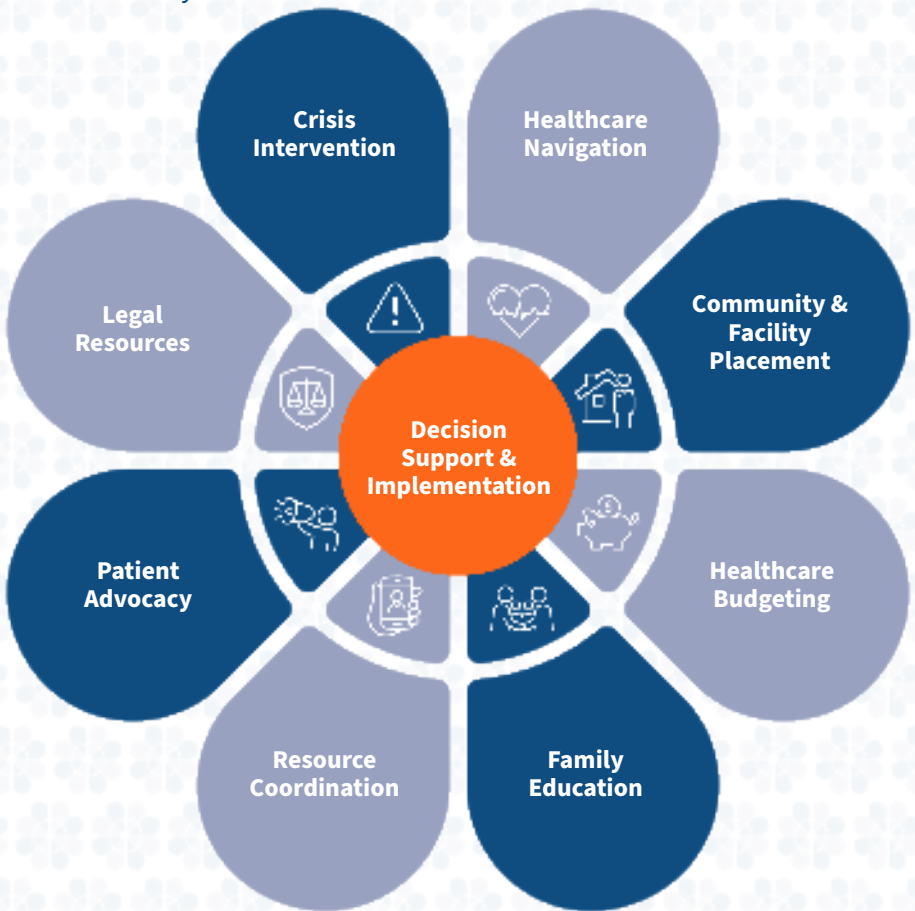 Crisis
Intervention
Healthcare
Navigation
Legal
Resources
Community &
Facility
Placement
Decision
Support &
Implementation
Patient
Advocacy
Healthcare
Budgeting
Resource
Coordination
Family
Education